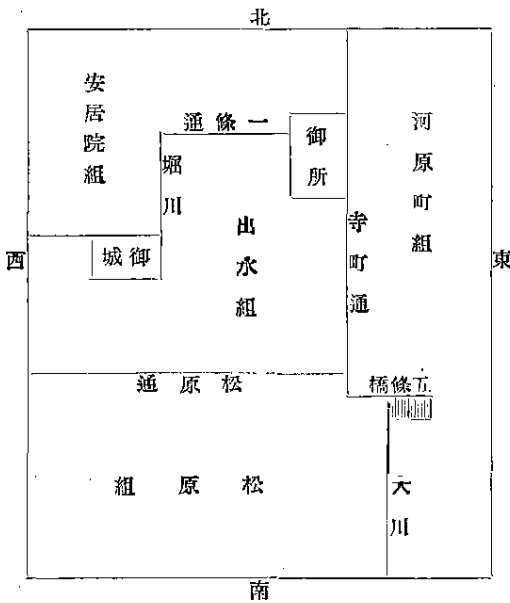 北
河原町組
東
御所
寺町通
一條通
堀川
出水組
安居院組
御城
西
五條橋
大川
松原通
松原組
南